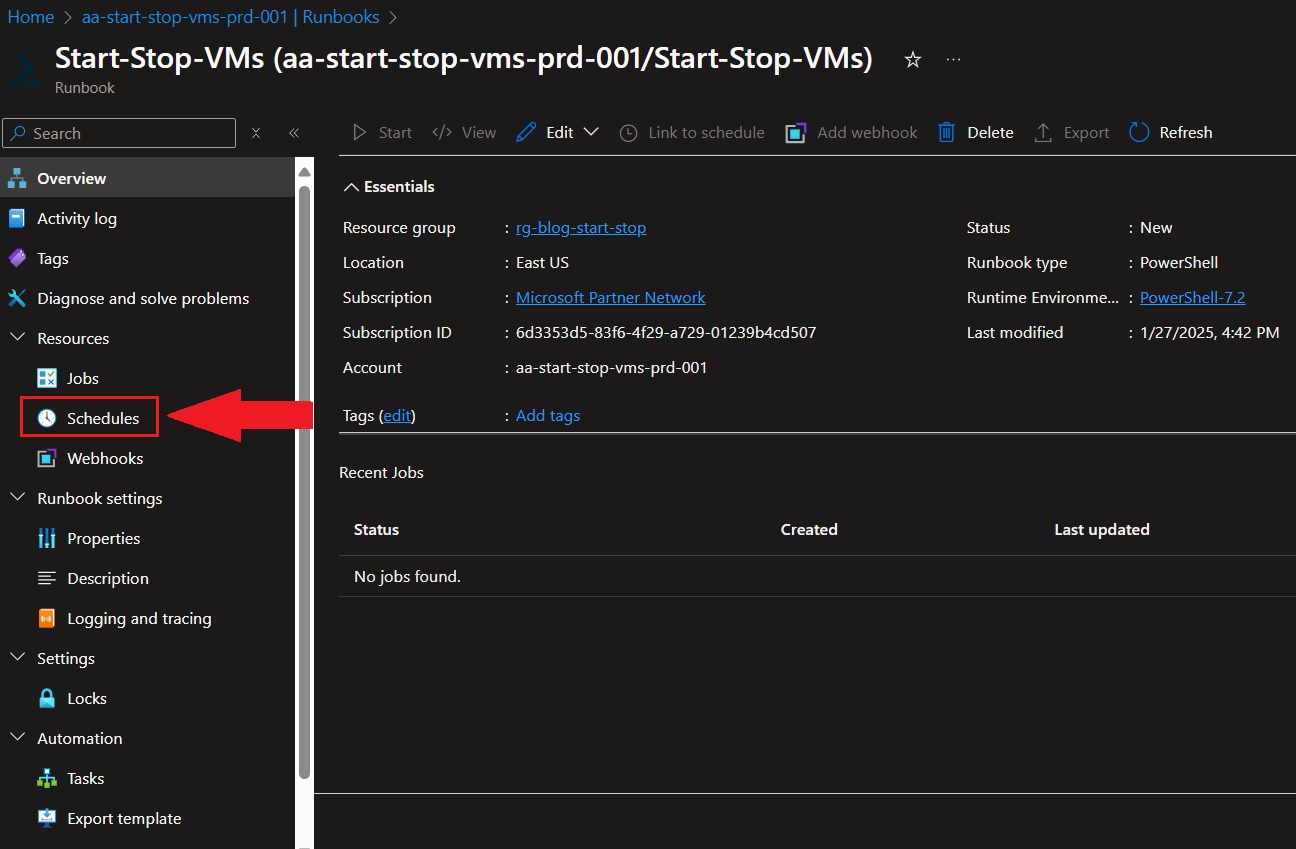 Home > aa-start-stop-vms-prd-001 | Runbooks >
Start-Stop-VMs (aa-start-stop-vms-prd-001/Start-Stop-VMs)
Runbook
Search
Start View Edit Link to schedule Add webhook Delete Export Refresh
Overview
Activity log
Tags
Diagnose and solve problems
Resources
Jobs
Schedules
Webhooks
Runbook settings
Properties
Description
Logging and tracing
Settings
Locks
Automation
Tasks
Export template
Essentials
Resource group : rg-blog-start-stop
Location : East US
Subscription : Microsoft Partner Network
Subscription ID : 6d3353d5-83f6-4f29-a729-01239b4cd507
Account : aa-start-stop-vms-prd-001
Status : New
Runbook type : PowerShell
Runtime Environme... : PowerShell-7.2
Last modified : 1/27/2025, 4:42 PM
Tags (edit) : Add tags
Recent Jobs
Status Created Last updated
No jobs found.